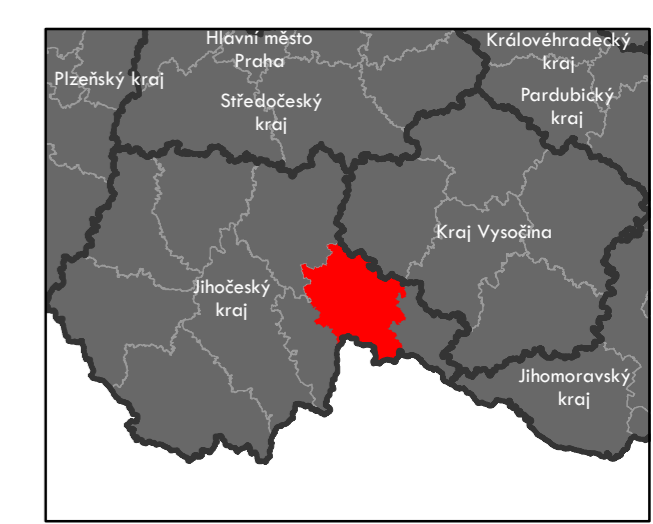 Hlavní město
Praha
Královéhradecký
kraj
Plzeňský kraj
Středočeský
kraj
Pardubický
kraj
Kraj Vysočina
Jihočeský
kraj
Jihomoravský
kraj